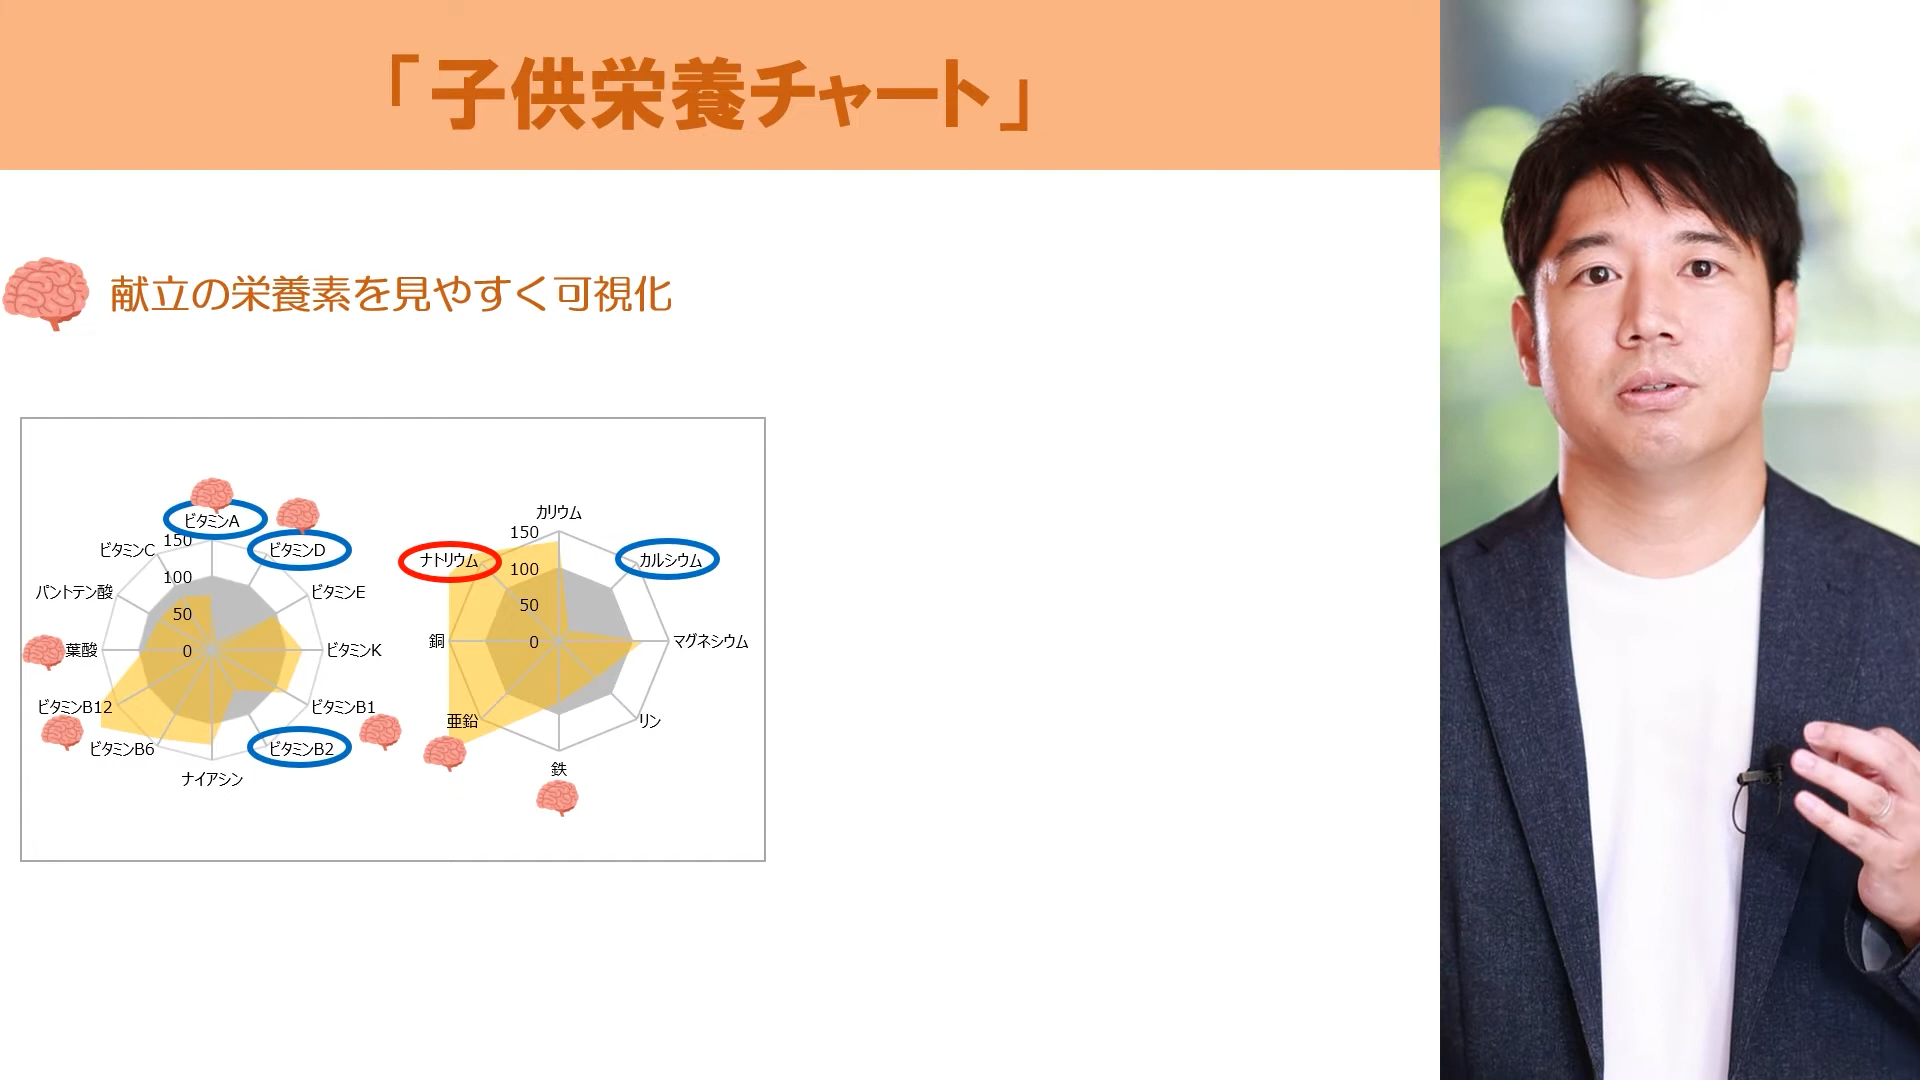 「子供栄養チャート」
献立の栄養素を見やすく可視化
ビタミンA
ビタミンD
ビタミンE
ビタミンK
ビタミンB1
ビタミンB2
ナイアシン
ビタミンB6
ビタミンB12
葉酸
パントテン酸
ビタミンC
150
100
50
0
カリウム
カルシウム
マグネシウム
リン
鉄
亜鉛
銅
ナトリウム
150
100
50
0